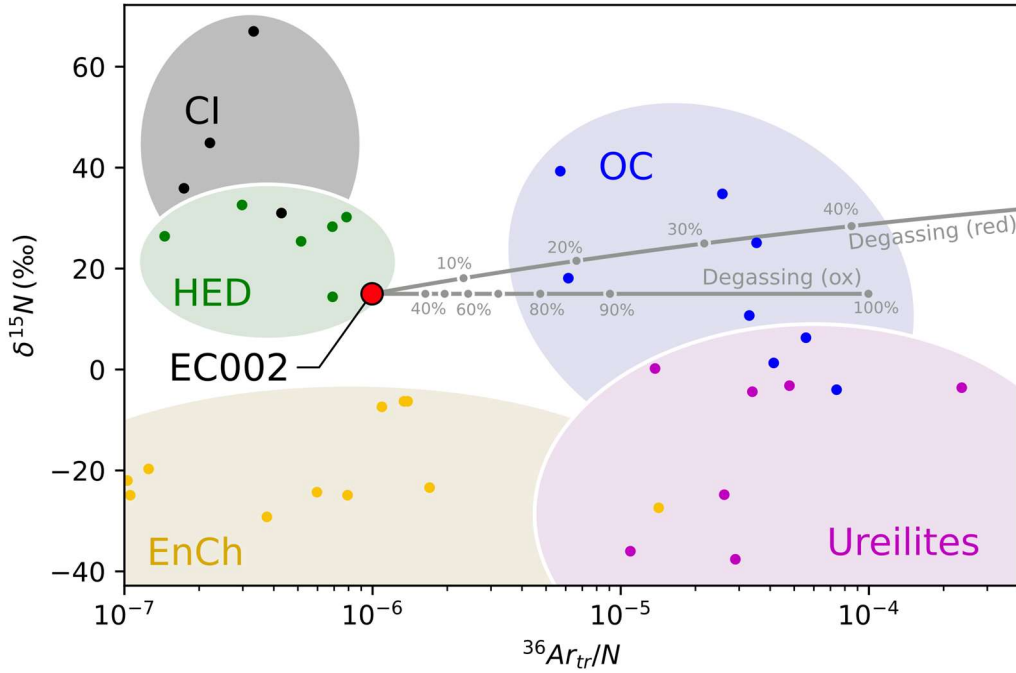 60
40
20
0
−20
−40
δ¹⁵N (‰)
CI
HED
EC002
EnCh
OC
Ureilites
10%
20%
30%
40%
Degassing (red)
Degassing (ox)
40%
60%
80%
90%
100%
10⁻⁷
10⁻⁶
10⁻⁵
10⁻⁴
³⁶Ar_tr/N